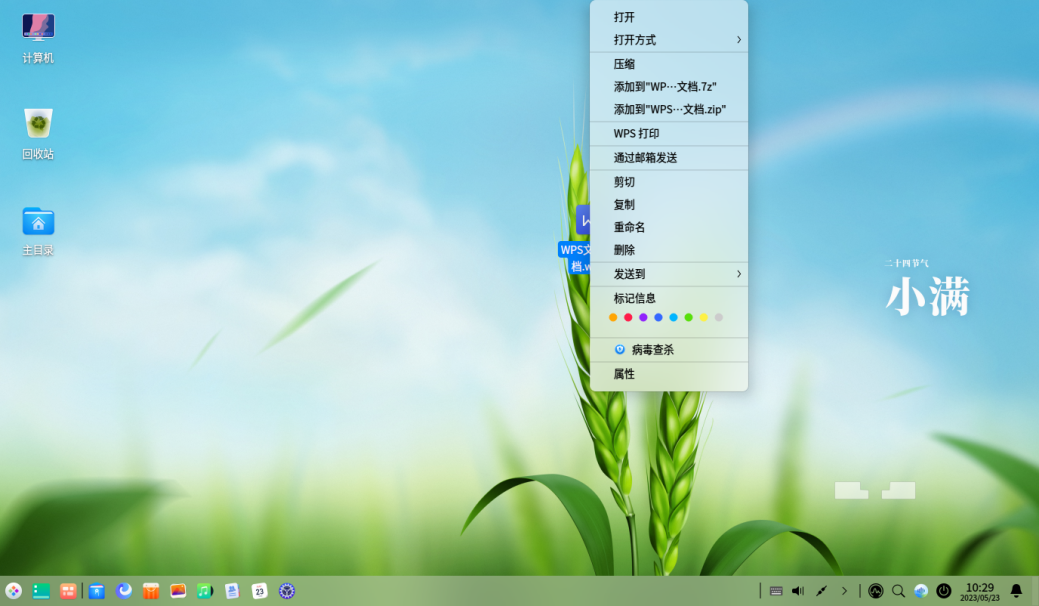 计算机
回收站
主目录
WPS文
档.w
打开
打开方式
压缩
添加到"WP···文档.7z"
添加到"WPS···文档.zip"
WPS 打印
通过邮箱发送
剪切
复制
重命名
删除
发送到
标记信息
病毒查杀
属性
二十四节气
小满
23
10:29
2023/05/23